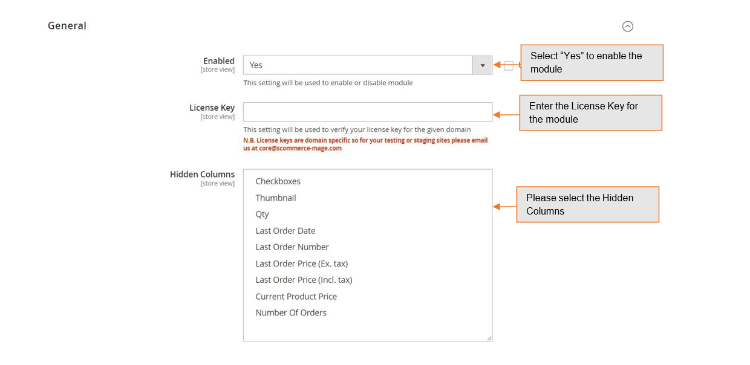 General
Enabled
[store view]
Yes
Select “Yes” to enable the
module
This setting will be used to enable or disable module
License Key
[store view]
Enter the License Key for
the module
This setting will be used to verify your license key for the given domain
N.B. License keys are domain specific so for your testing or staging sites please email
us at core@scommerce-mage.com
Hidden Columns
[store view]
Checkboxes
Thumbnail
Qty
Last Order Date
Last Order Number
Last Order Price (Ex. tax)
Last Order Price (Incl. tax)
Current Product Price
Number Of Orders
Please select the Hidden
Columns